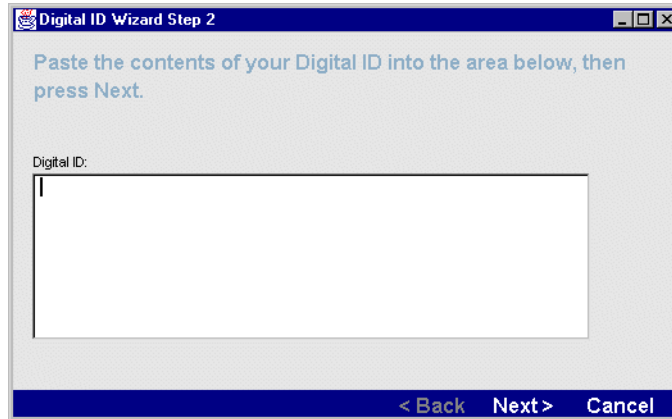 Digital ID Wizard Step 2
Paste the contents of your Digital ID into the area below, then
press Next.
Digital ID:
< Back Next > Cancel